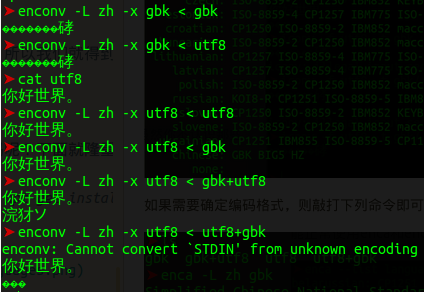 ➤enconv -L zh -x gbk < gbk
��������硣
➤enconv -L zh -x gbk < utf8
��������硣
➤cat utf8
你好世界。
➤enconv -L zh -x utf8 < utf8
你好世界。
➤enconv -L zh -x utf8 < gbk
你好世界。
➤enconv -L zh -x utf8 < gbk+utf8
你好世界。
浣犲ソ
如果需要确定编码格式，则敲打下列命令即可
➤enconv -L zh -x utf8 < utf8+gbk
enconv: Cannot convert `STDIN' from unknown encoding
你好世界。
���